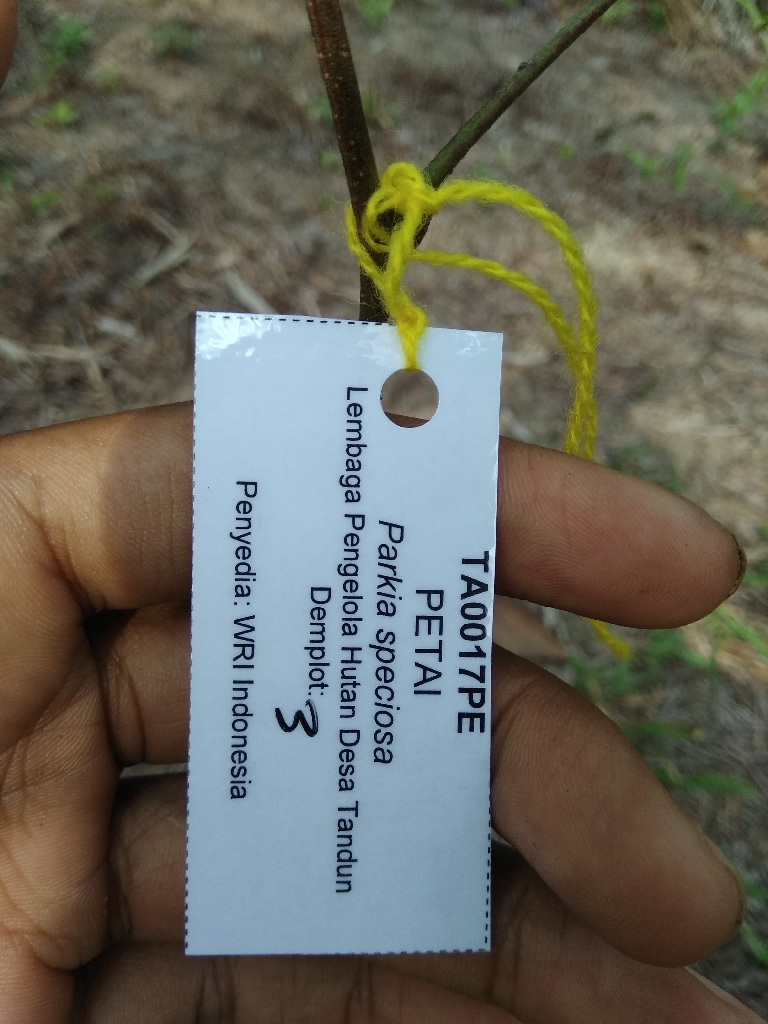 TA0017PE
PETAI
Parkia speciosa
Lembaga Pengelola Hutan Desa Tandun
Demplot: 3
Penyedia: WRI Indonesia